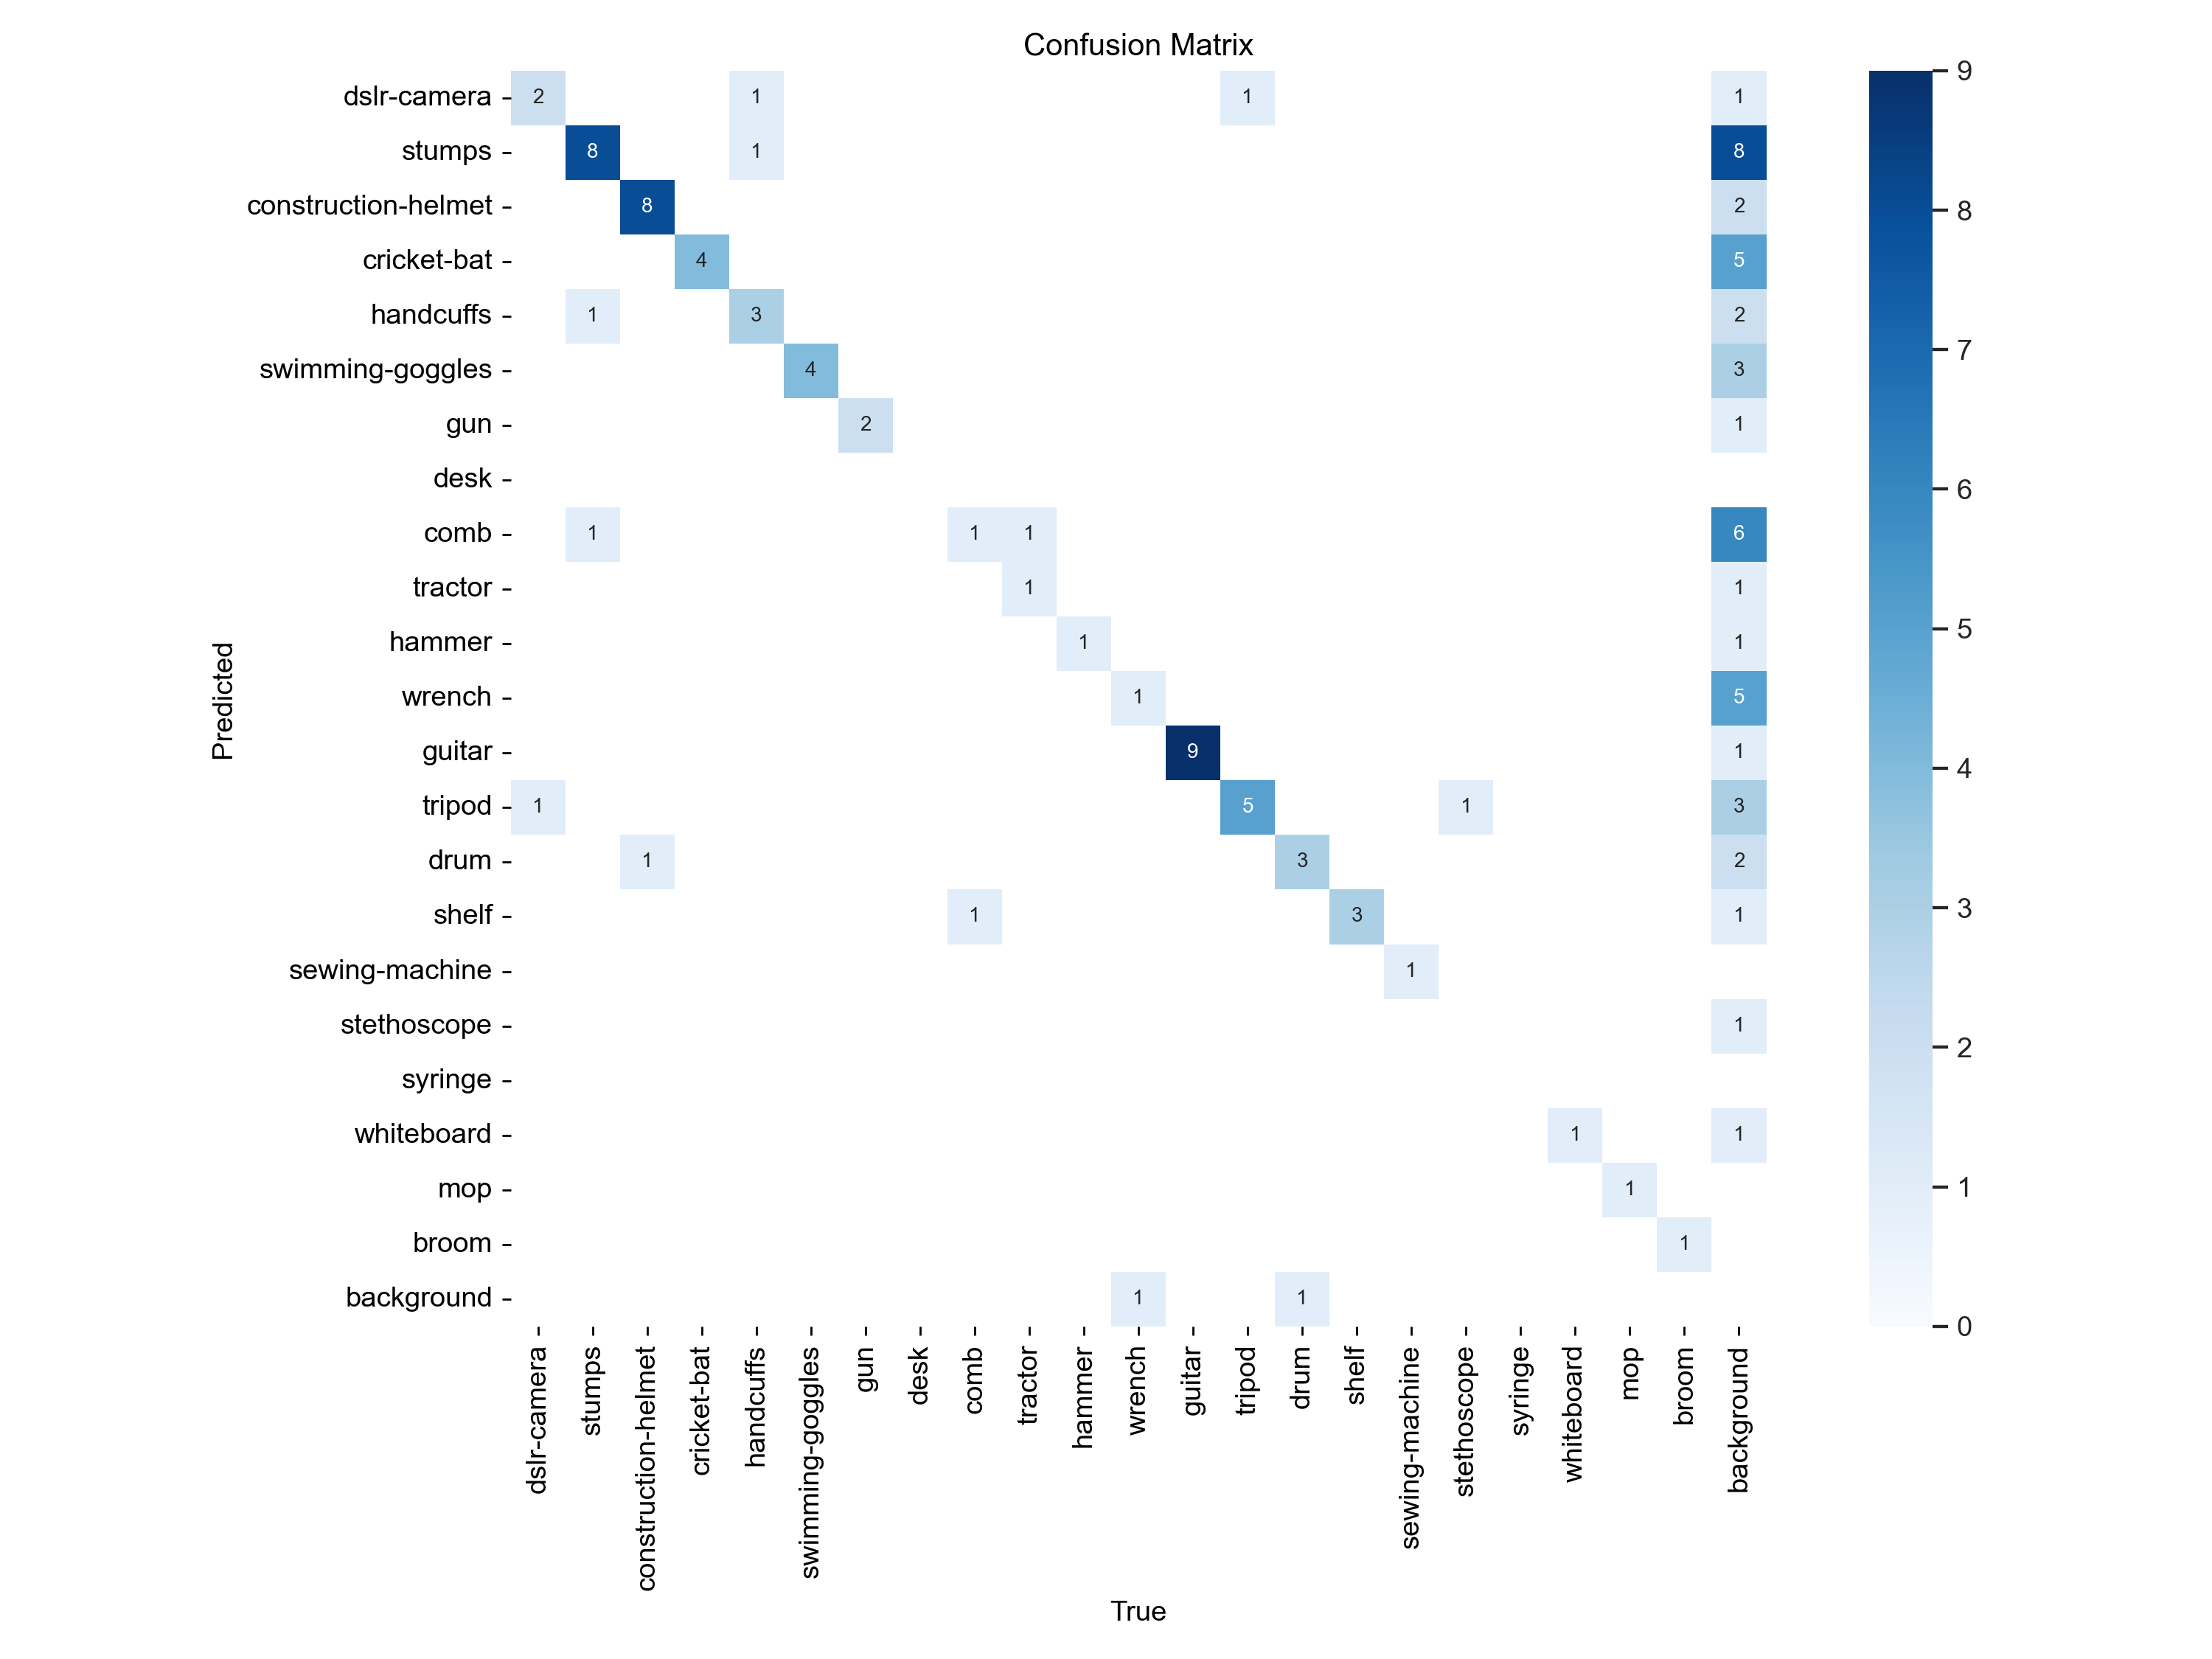 Confusion Matrix
dslr-camera 2 1 1 1
stumps 8 1 8
construction-helmet 8 2
cricket-bat 4 5
handcuffs 1 3 2
swimming-goggles 4 3
gun 2 1
desk
comb 1 1 1 6
tractor 1 1
hammer 1 1
wrench 1 5
guitar 9 1
tripod 1 5 1 3
drum 1 3 2
shelf 1 3 1
sewing-machine 1
stethoscope 1
syringe
whiteboard 1 1
mop 1
broom 1
background 1 1
Predicted
dslr-camera
stumps
construction-helmet
cricket-bat
handcuffs
swimming-goggles
gun
desk
comb
tractor
hammer
wrench
guitar
tripod
drum
shelf
sewing-machine
stethoscope
syringe
whiteboard
mop
broom
background
True
9
8
7
6
5
4
3
2
1
0